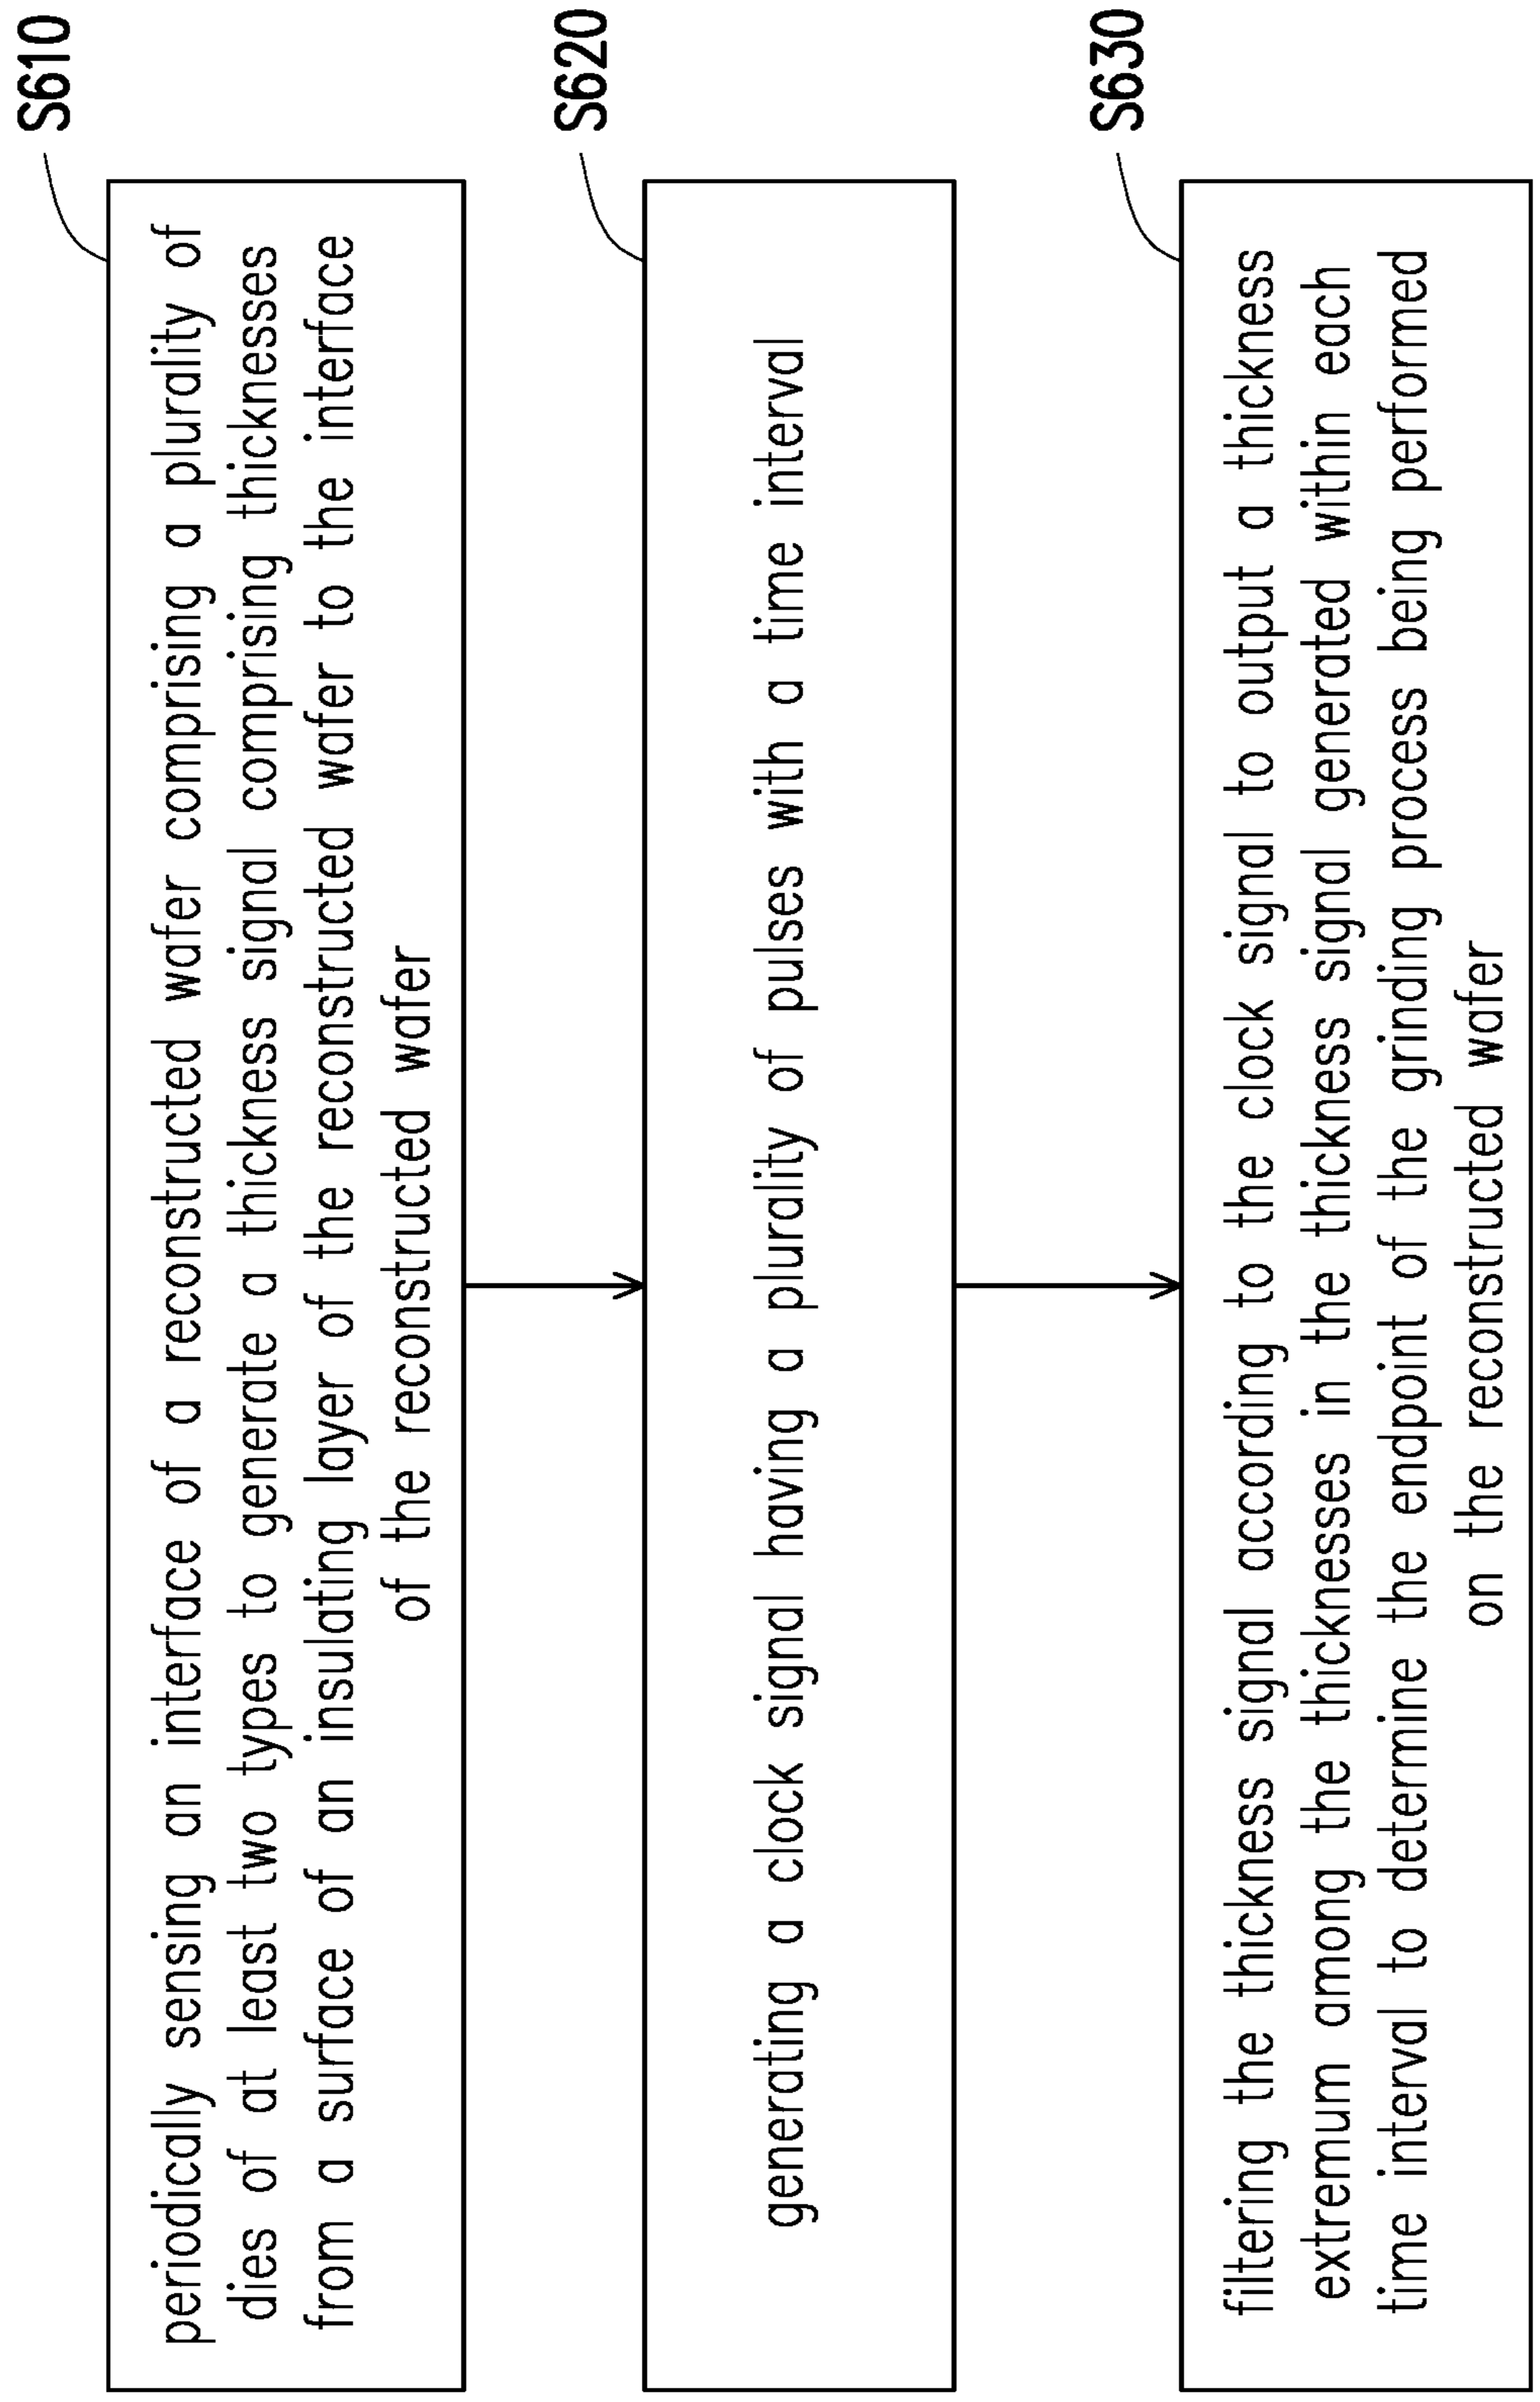 S610
periodically sensing an interface of a reconstructed wafer comprising a plurality of
dies of at least two types to generate a thickness signal comprising thicknesses
from a surface of an insulating layer of the reconstructed wafer to the interface
of the reconstructed wafer
S620
generating a clock signal having a plurality of pulses with a time interval
S630
filtering the thickness signal according to the clock signal to output a thickness
extremum among the thicknesses in the thickness signal generated within each
time interval to determine the endpoint of the grinding process being performed
on the reconstructed wafer